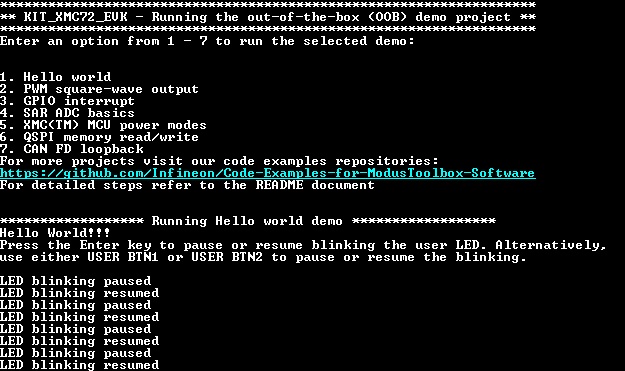 *******************************************************************
** KIT_XMC72_EVK - Running the out-of-the-box (OOB) demo project **
*******************************************************************
Enter an option from 1 - 7 to run the selected demo:
1. Hello world
2. PWM square-wave output
3. GPIO interrupt
4. SAR ADC basics
5. XMC(TM) MCU power modes
6. QSPI memory read/write
7. CAN FD loopback
For more projects visit our code examples repositories:
https://github.com/Infineon/Code-Examples-for-ModusToolbox-Software
For detailed steps refer to the README document
****************** Running Hello world demo ******************
Hello World!!!
Press the Enter key to pause or resume blinking the user LED. Alternatively,
use either USER BTN1 or USER BTN2 to pause or resume the blinking.
LED blinking paused
LED blinking resumed
LED blinking paused
LED blinking resumed
LED blinking paused
LED blinking resumed
LED blinking paused
LED blinking resumed